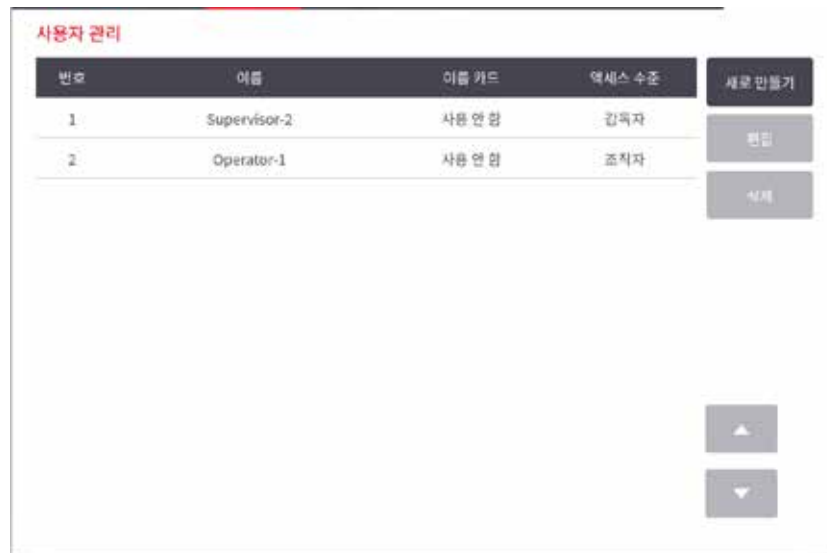 사용자 관리
번호 이름 이름 카드 액세스 수준 새로 만들기
1 Supervisor-2 사용 안 함 감독자
편집
2 Operator-1 사용 안 함 조작자
삭제